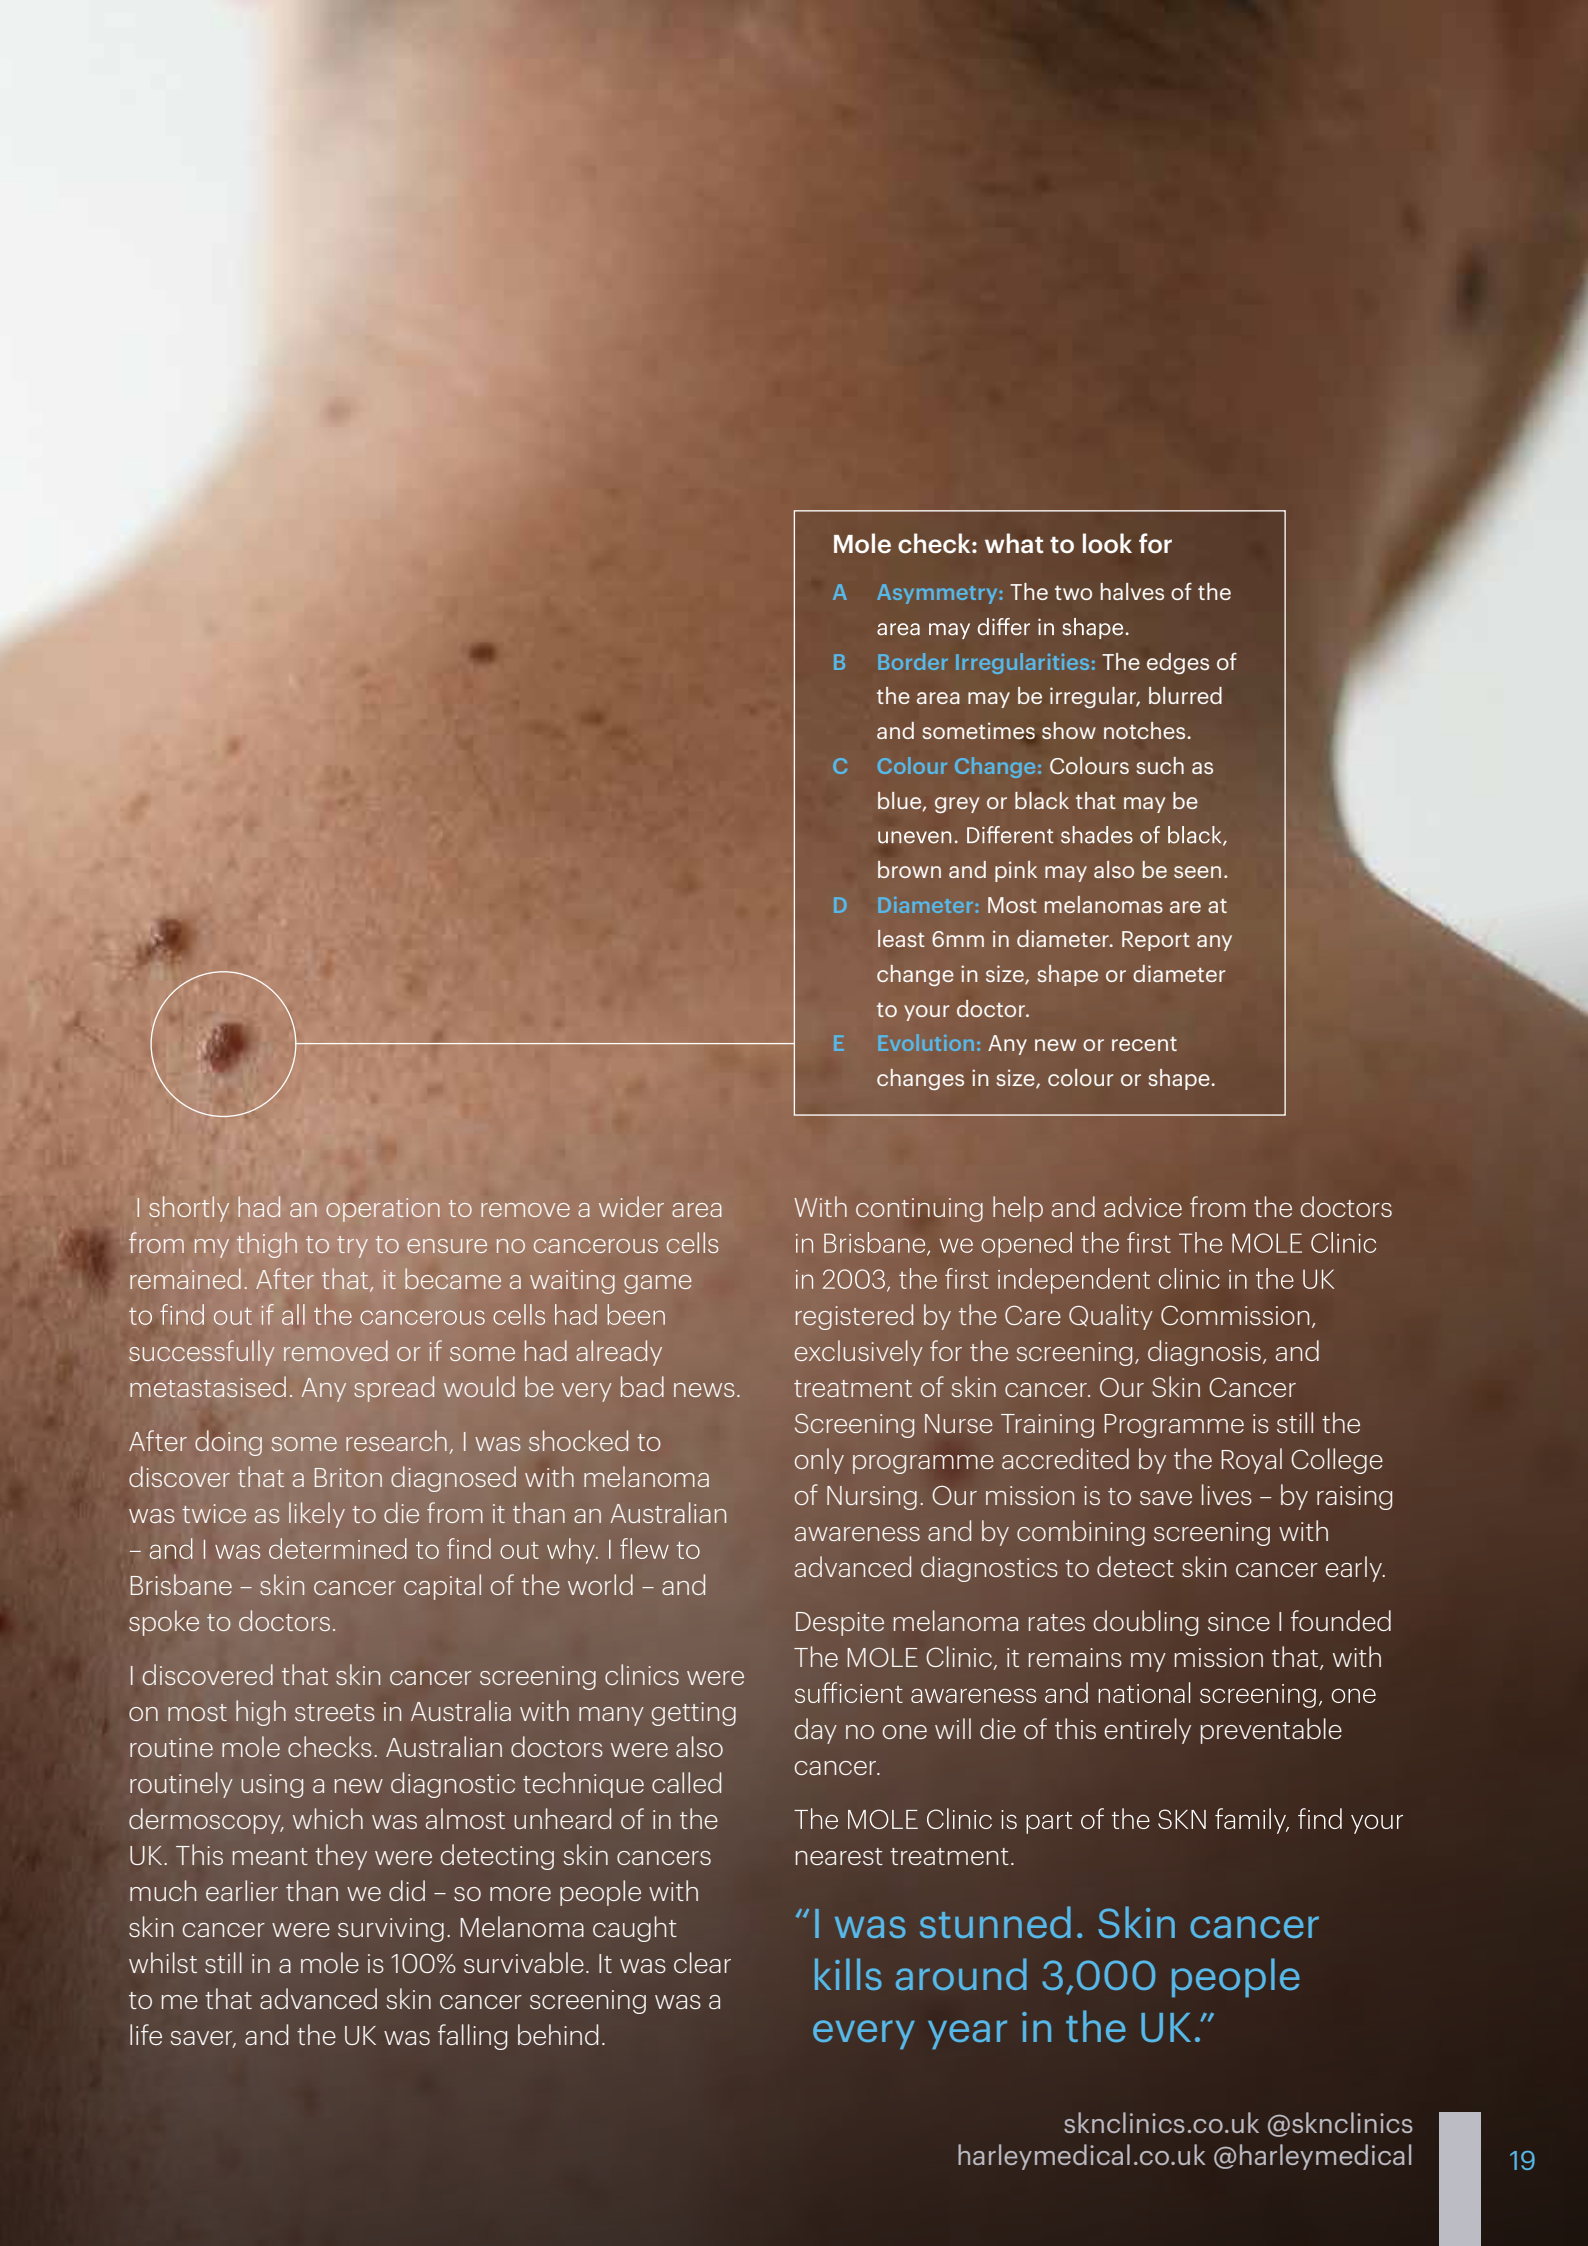 Mole check: what to look for
A Asymmetry: The two halves of the
area may differ in shape.
B Border Irregularities: The edges of
the area may be irregular, blurred
and sometimes show notches.
C Colour Change: Colours such as
blue, grey or black that may be
uneven. Different shades of black,
brown and pink may also be seen.
D Diameter: Most melanomas are at
least 6mm in diameter. Report any
change in size, shape or diameter
to your doctor.
E Evolution: Any new or recent
changes in size, colour or shape.
I shortly had an operation to remove a wider area
from my thigh to try to ensure no cancerous cells
remained. After that, it became a waiting game
to find out if all the cancerous cells had been
successfully removed or if some had already
metastasised. Any spread would be very bad news.
After doing some research, I was shocked to
discover that a Briton diagnosed with melanoma
was twice as likely to die from it than an Australian
– and I was determined to find out why. I flew to
Brisbane – skin cancer capital of the world – and
spoke to doctors.
I discovered that skin cancer screening clinics were
on most high streets in Australia with many getting
routine mole checks. Australian doctors were also
routinely using a new diagnostic technique called
dermoscopy, which was almost unheard of in the
UK. This meant they were detecting skin cancers
much earlier than we did – so more people with
skin cancer were surviving. Melanoma caught
whilst still in a mole is 100% survivable. It was clear
to me that advanced skin cancer screening was a
life saver, and the UK was falling behind.
With continuing help and advice from the doctors
in Brisbane, we opened the first The MOLE Clinic
in 2003, the first independent clinic in the UK
registered by the Care Quality Commission,
exclusively for the screening, diagnosis, and
treatment of skin cancer. Our Skin Cancer
Screening Nurse Training Programme is still the
only programme accredited by the Royal College
of Nursing. Our mission is to save lives – by raising
awareness and by combining screening with
advanced diagnostics to detect skin cancer early.
Despite melanoma rates doubling since I founded
The MOLE Clinic, it remains my mission that, with
sufficient awareness and national screening, one
day no one will die of this entirely preventable
cancer.
The MOLE Clinic is part of the SKN family, find your
nearest treatment.
“I was stunned. Skin cancer
kills around 3,000 people
every year in the UK.”
sknclinics.co.uk @sknclinics
harleymedical.co.uk @harleymedical
19